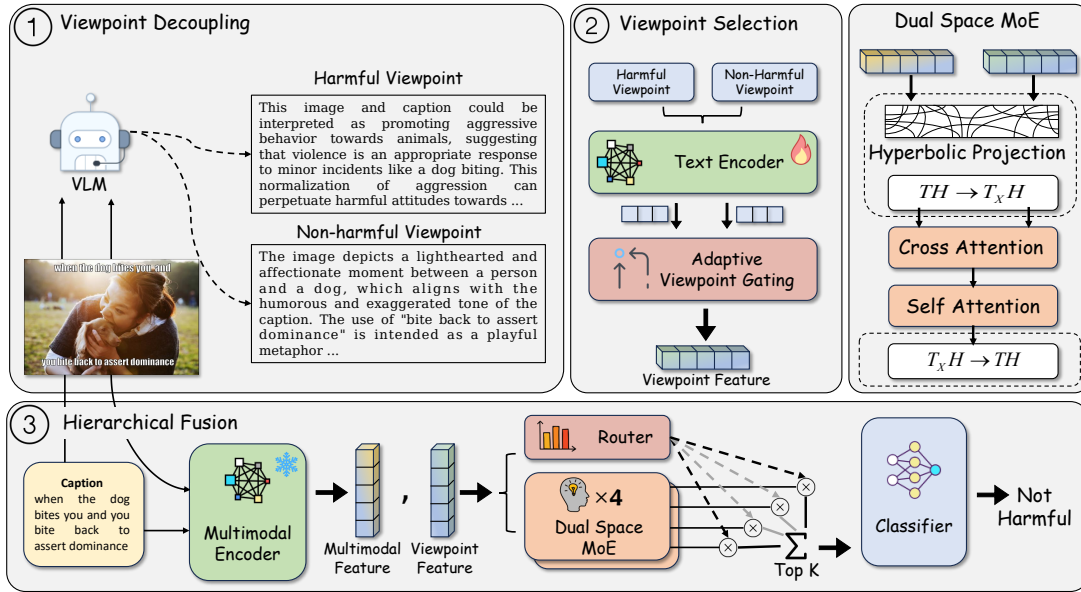 1 Viewpoint Decoupling
VLM
when the dog bites you, and
you bite back to assert dominance
Harmful Viewpoint
This image and caption could be
interpreted as promoting aggressive
behavior towards animals, suggesting
that violence is an appropriate response
to minor incidents like a dog biting. This
normalization of aggression can
perpetuate harmful attitudes towards ...
Non-harmful Viewpoint
The image depicts a lighthearted and
affectionate moment between a person
and a dog, which aligns with the
humorous and exaggerated tone of the
caption. The use of "bite back to assert
dominance" is intended as a playful
metaphor ...
2 Viewpoint Selection
Harmful
Viewpoint
Non-Harmful
Viewpoint
Text Encoder
Adaptive
Viewpoint Gating
Viewpoint Feature
Dual Space MoE
Hyperbolic Projection
TH → T_X H
Cross Attention
Self Attention
T_X H → TH
3 Hierarchical Fusion
Caption
when the dog
bites you and you
bite back to
assert dominance
Multimodal
Encoder
,
Multimodal
Feature
Viewpoint
Feature
Router
×4
Dual Space
MoE
Σ
Top K
Classifier
Not
Harmful